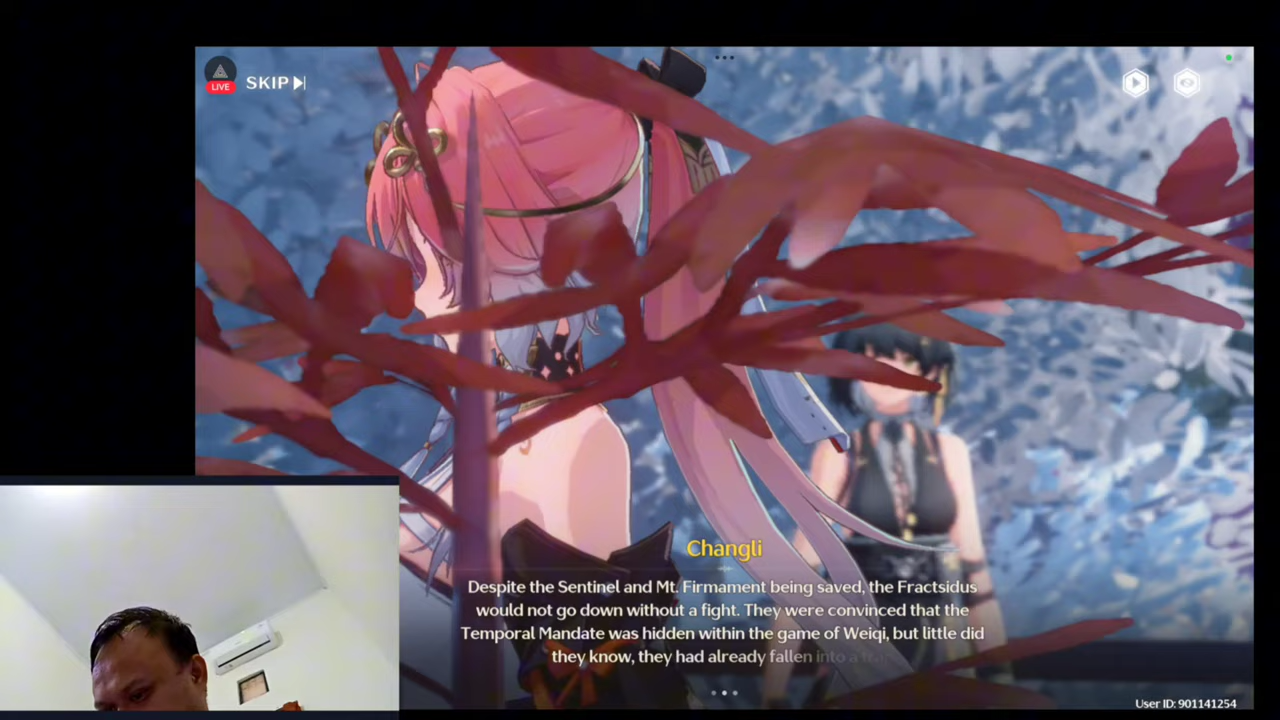 LIVE
SKIP
Changli
Despite the Sentinel and Mt. Firmament being saved, the Fractsidus
would not go down without a fight. They were convinced that the
Temporal Mandate was hidden within the game of Weiqi, but little did
they know, they had already fallen into a
User ID: 901141254